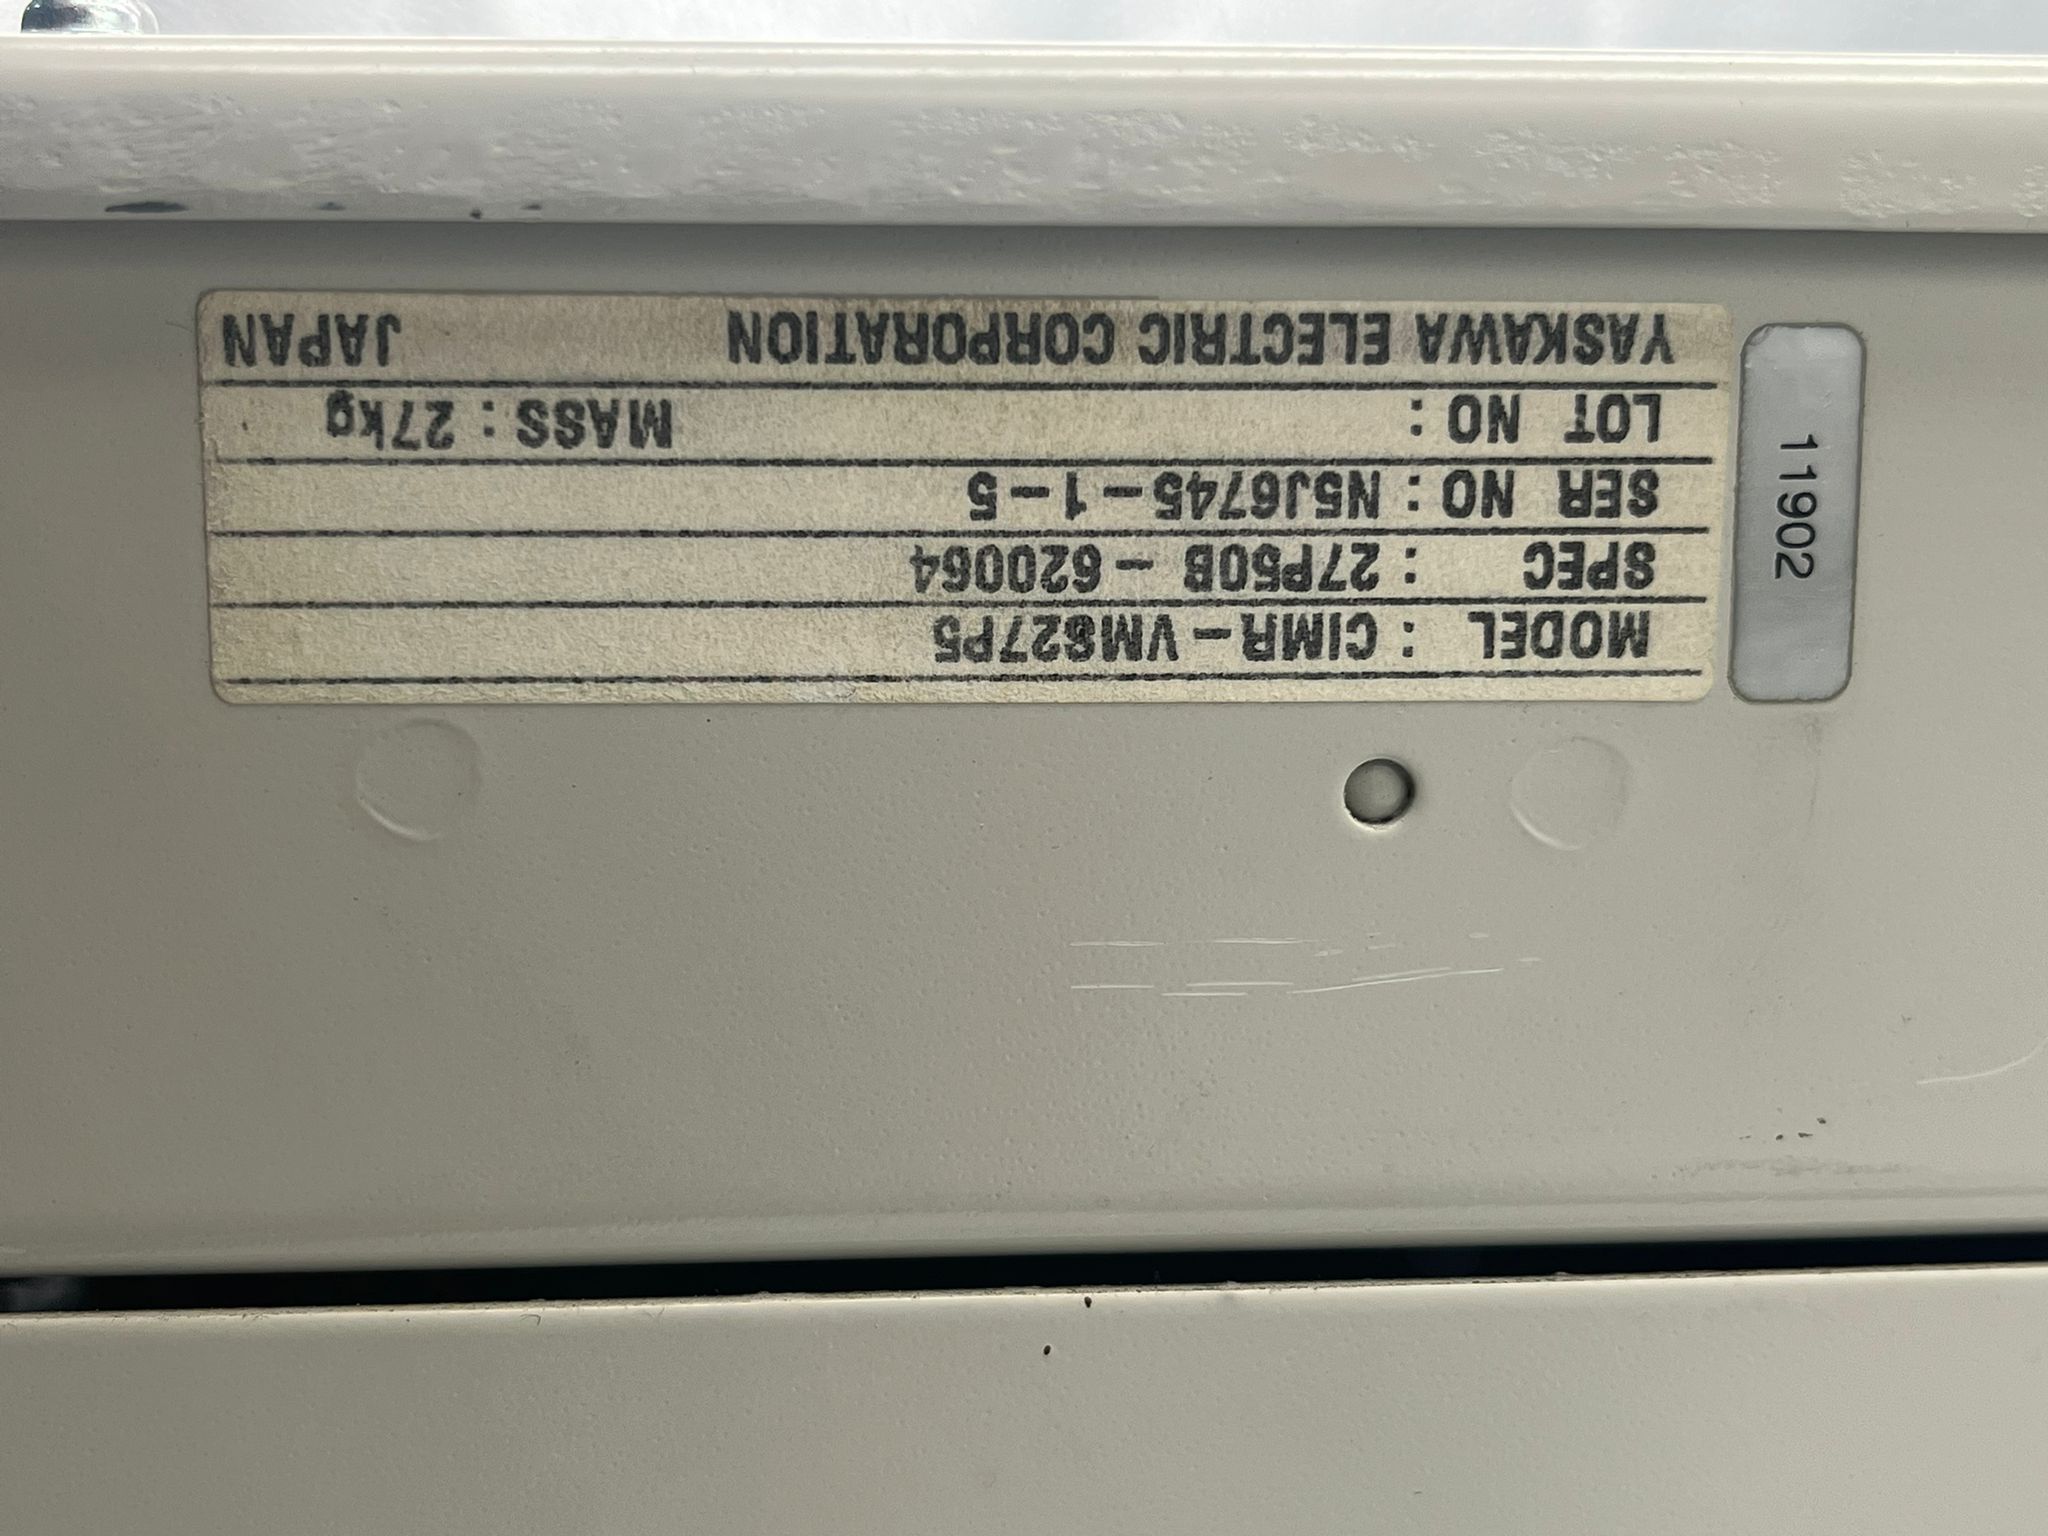 MODEL : CIMR-VMS27P5
SPEC : 27P50B-620064
SER NO : N5J6745-1-5
LOT NO : MASS : 27kg
YASKAWA ELECTRIC CORPORATION JAPAN
11902